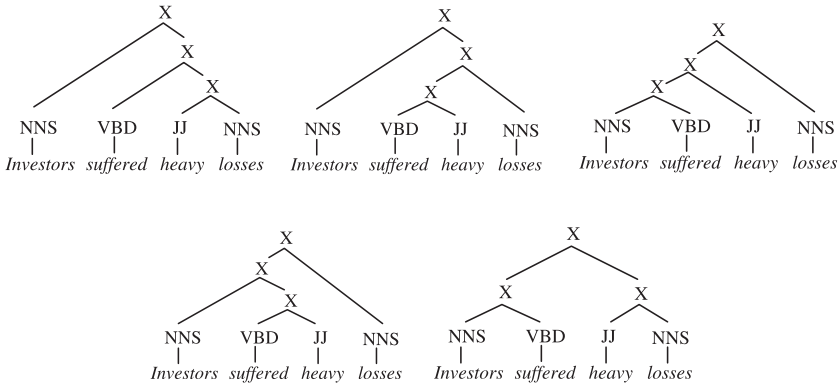 X X X
X X X
X X X
NNS VBD JJ NNS NNS VBD JJ NNS NNS VBD JJ NNS
Investors suffered heavy losses Investors suffered heavy losses Investors suffered heavy losses
X X
X
X X X
NNS VBD JJ NNS NNS VBD JJ NNS
Investors suffered heavy losses Investors suffered heavy losses